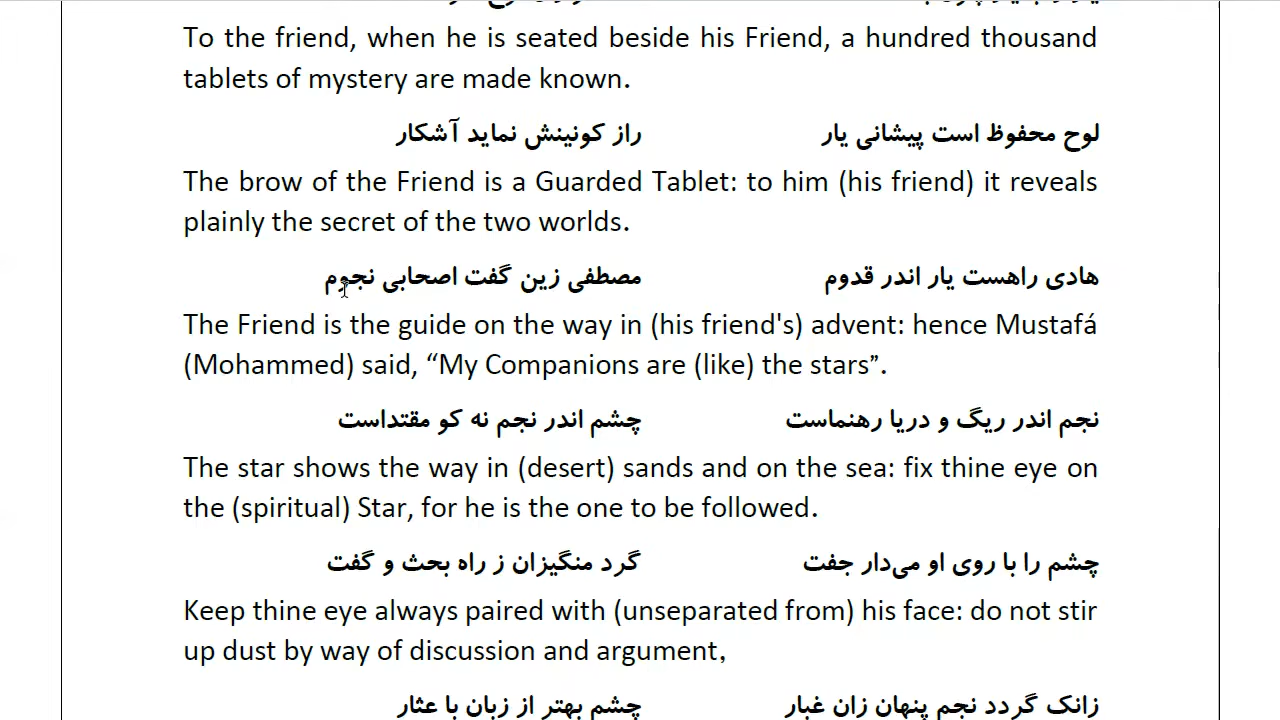 To the friend, when he is seated beside his Friend, a hundred thousand
tablets of mystery are made known.
لوح محفوظ است پیشانی یار راز کونینش نماید آشکار
The brow of the Friend is a Guarded Tablet: to him (his friend) it reveals
plainly the secret of the two worlds.
هادی راهست یار اندر قدوم مصطفی زین گفت اصحابی نجوم
The Friend is the guide on the way in (his friend's) advent: hence Mustafá
(Mohammed) said, “My Companions are (like) the stars”.
نجم اندر ریگ و دریا رهنماست چشم اندر نجم نه کو مقتداست
The star shows the way in (desert) sands and on the sea: fix thine eye on
the (spiritual) Star, for he is the one to be followed.
چشم را با روی او می‌دار جفت گرد منگیزان ز راه بحث و گفت
Keep thine eye always paired with (unseparated from) his face: do not stir
up dust by way of discussion and argument,
زانک گردد نجم پنهان زان غبار چشم بهتر از زبان با عثار